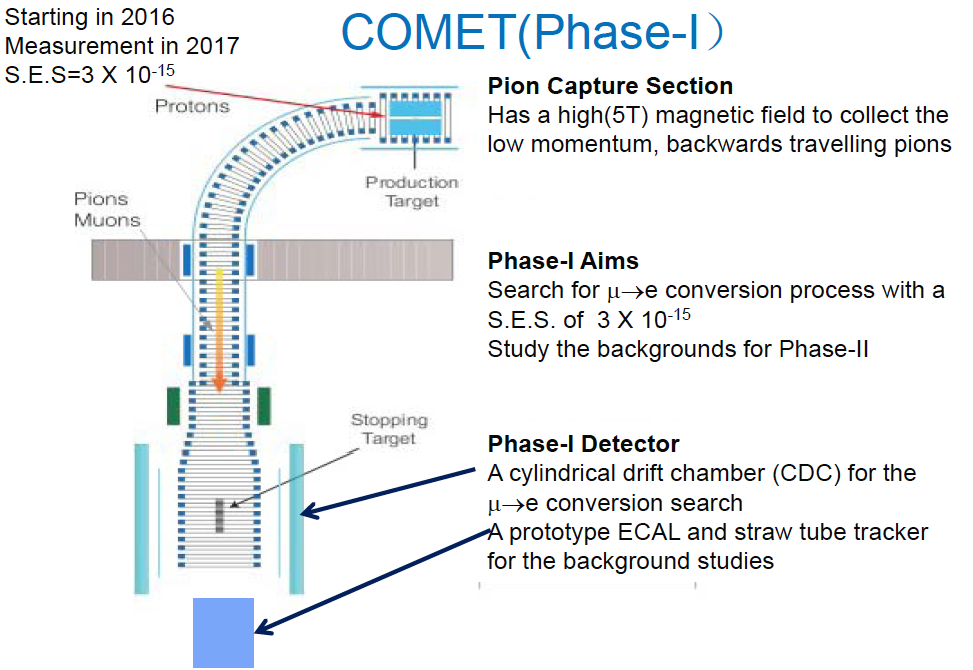 Starting in 2016
Measurement in 2017
S.E.S=3 X 10-15
COMET(Phase-I）
Protons
Production
Target
Pions
Muons
Stopping
Target
Pion Capture Section
Has a high(5T) magnetic field to collect the
low momentum, backwards travelling pions
Phase-I Aims
Search for μ→e conversion process with a
S.E.S. of 3 X 10-15
Study the backgrounds for Phase-II
Phase-I Detector
A cylindrical drift chamber (CDC) for the
μ→e conversion search
A prototype ECAL and straw tube tracker
for the background studies